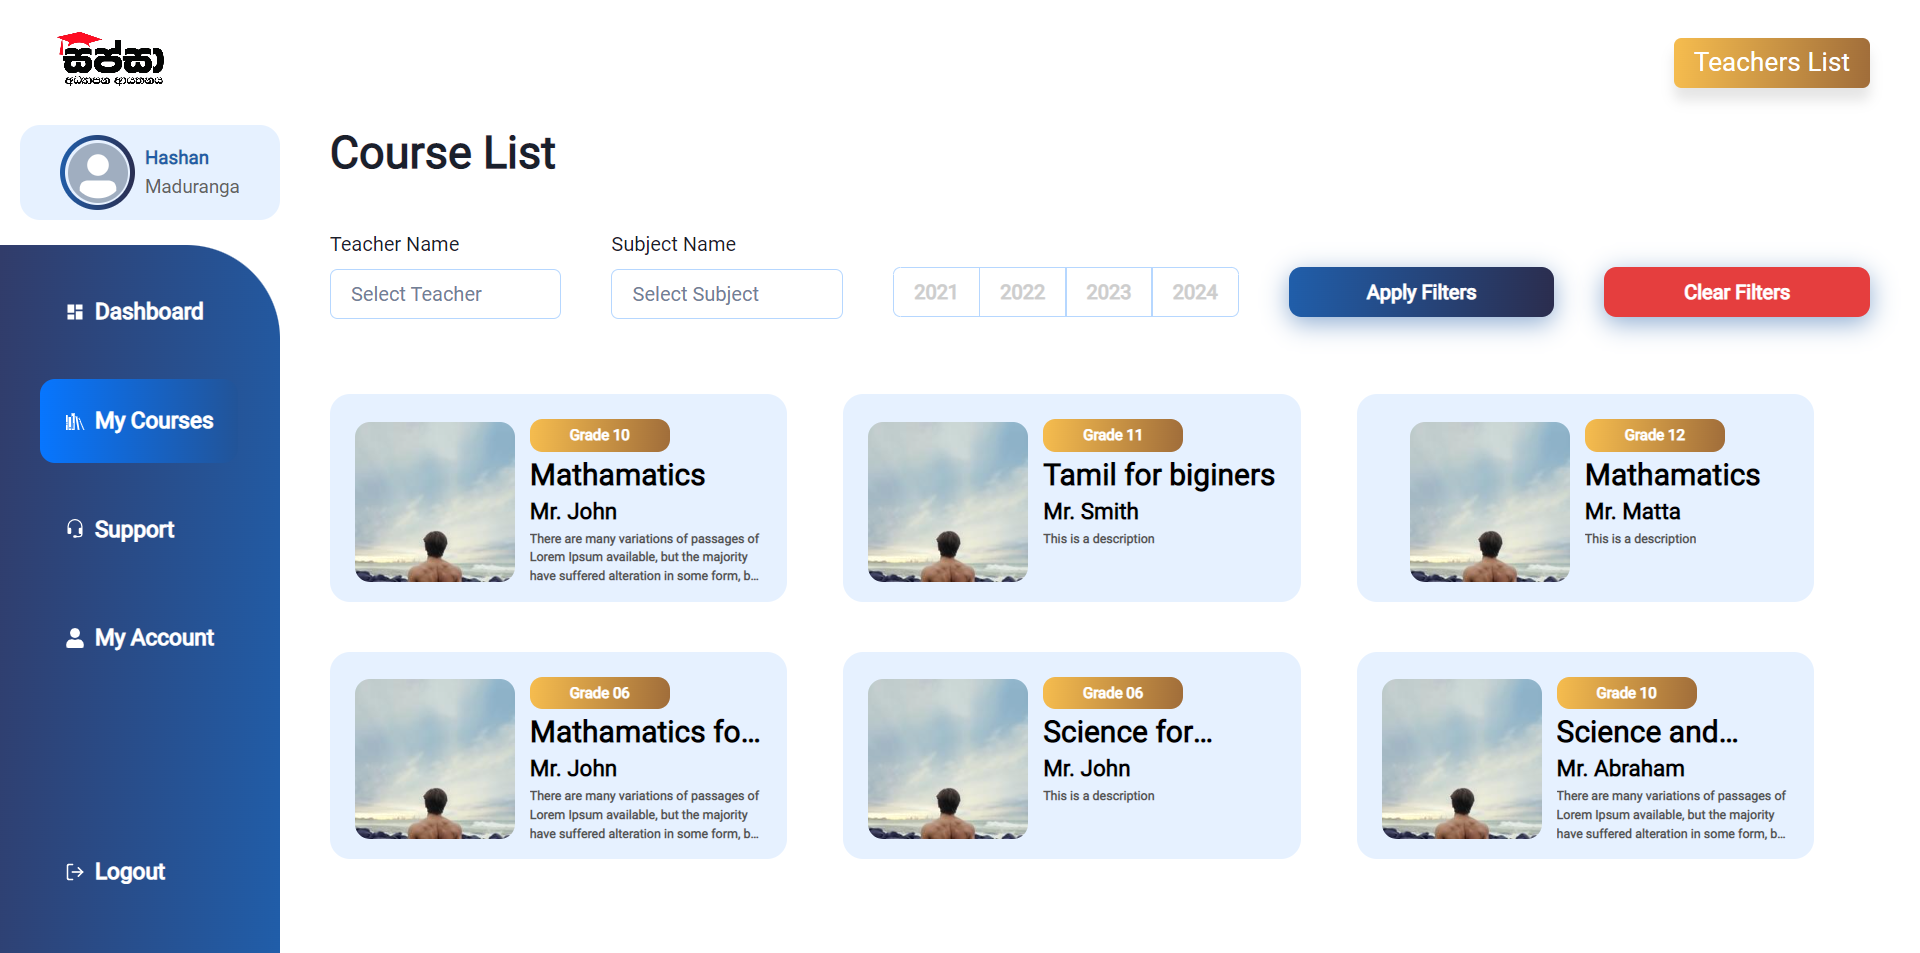 සප්සා
අධ්‍යාපන ආයතනය
Teachers List
Hashan
Maduranga
Dashboard
My Courses
Support
My Account
Logout
Course List
Teacher Name
Select Teacher
Subject Name
Select Subject
2021
2022
2023
2024
Apply Filters
Clear Filters
Grade 10
Mathamatics
Mr. John
There are many variations of passages of
Lorem Ipsum available, but the majority
have suffered alteration in some form, b...
Grade 11
Tamil for biginers
Mr. Smith
This is a description
Grade 12
Mathamatics
Mr. Matta
This is a description
Grade 06
Mathamatics fo...
Mr. John
There are many variations of passages of
Lorem Ipsum available, but the majority
have suffered alteration in some form, b...
Grade 06
Science for...
Mr. John
This is a description
Grade 10
Science and...
Mr. Abraham
There are many variations of passages of
Lorem Ipsum available, but the majority
have suffered alteration in some form, b...